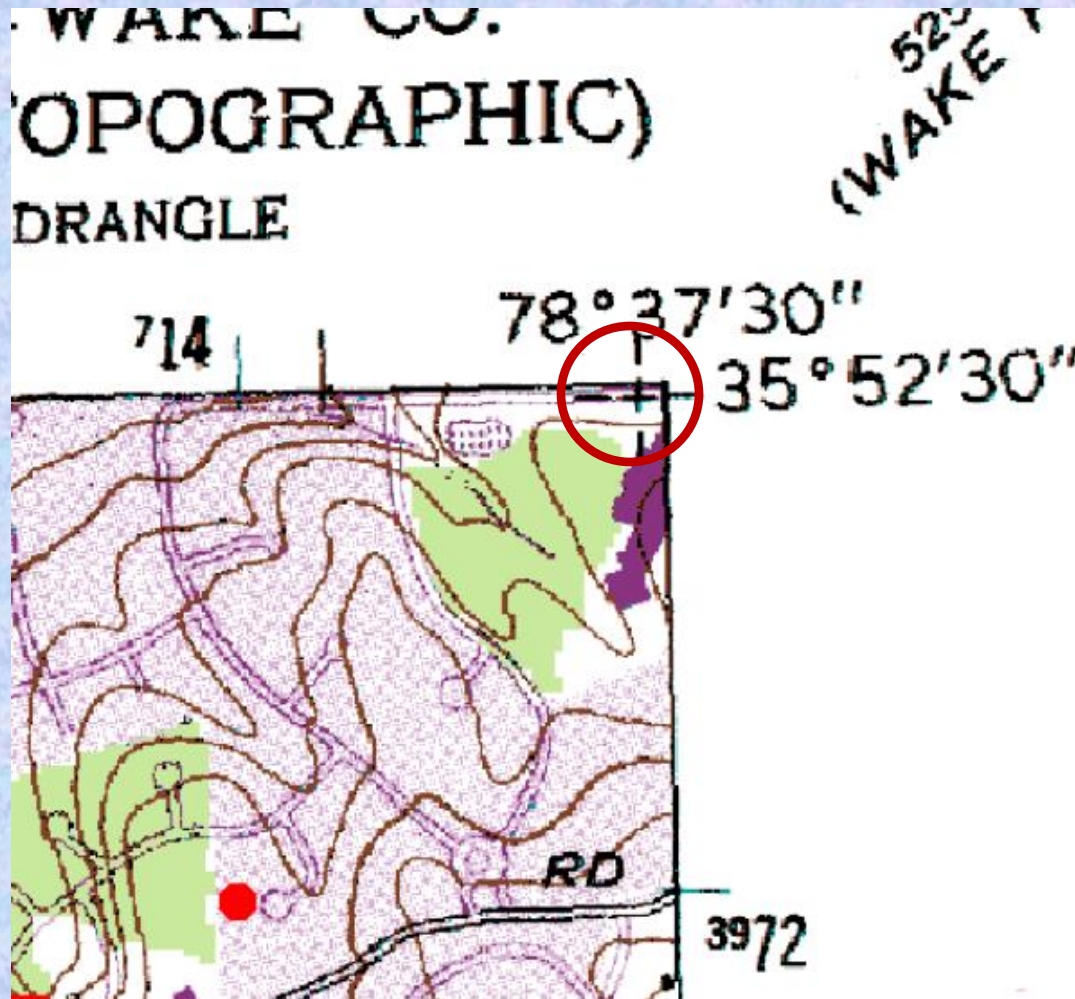 WAKE CO.
OPOGRAPHIC)
DRANGLE
(WAKE
78°37'30"
714
35°52'30"
RD
3972